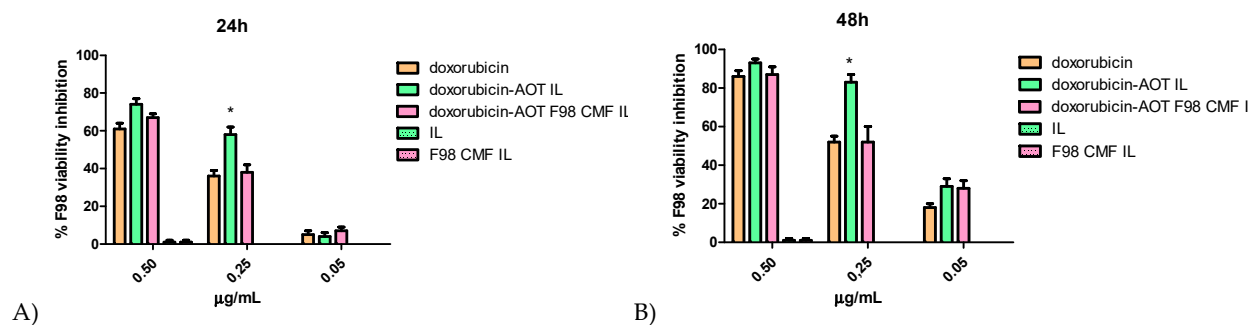 24h
% F98 viability inhibition
100
80
60
40
20
0
*
0.50
0,25
0.05
µg/mL
doxorubicin
doxorubicin-AOT IL
doxorubicin-AOT F98 CMF IL
IL
F98 CMF IL
A)
48h
% F98 viability inhibition
100
80
60
40
20
0
*
0.50
0,25
0.05
µg/mL
doxorubicin
doxorubicin-AOT IL
doxorubicin-AOT F98 CMF I
IL
F98 CMF IL
B)